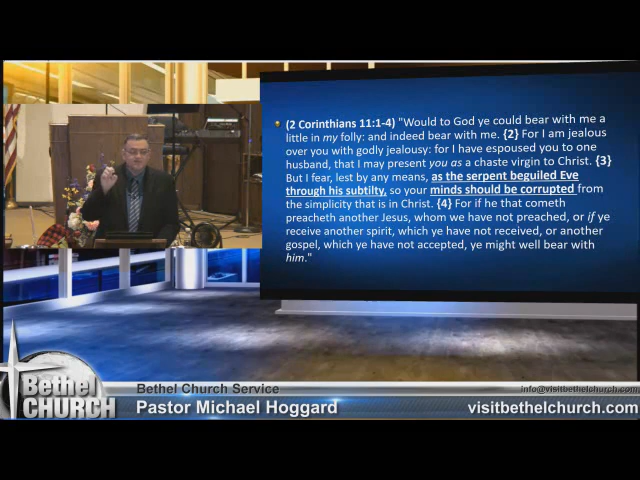 (2 Corinthians 11:1-4) "Would to God ye could bear with me a
little in my folly: and indeed bear with me. {2} For I am jealous
over you with godly jealousy: for I have espoused you to one
husband, that I may present you as a chaste virgin to Christ. {3}
But I fear, lest by any means, as the serpent beguiled Eve
through his subtilty, so your minds should be corrupted from
the simplicity that is in Christ. {4} For if he that cometh
preacheth another Jesus, whom we have not preached, or if ye
receive another spirit, which ye have not received, or another
gospel, which ye have not accepted, ye might well bear with
him."
Bethel
CHURCH
Bethel Church Service
info@visitbethelchurch.com
Pastor Michael Hoggard
visitbethelchurch.com